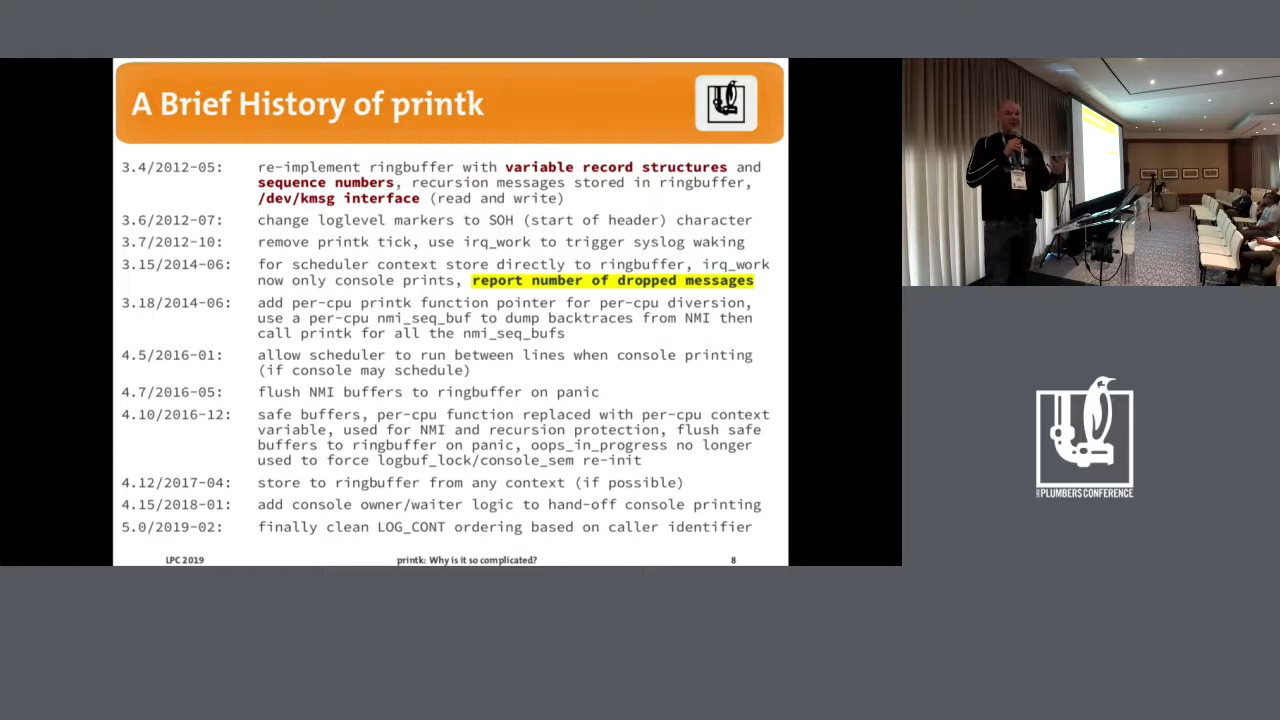 A Brief History of printk
3.4/2012-05: re-implement ringbuffer with variable record structures and
sequence numbers, recursion messages stored in ringbuffer,
/dev/kmsg interface (read and write)
3.6/2012-07: change loglevel markers to SOH (start of header) character
3.7/2012-10: remove printk tick, use irq_work to trigger syslog waking
3.15/2014-06: for scheduler context store directly to ringbuffer, irq_work
now only console prints, report number of dropped messages
3.18/2014-06: add per-cpu printk function pointer for per-cpu diversion,
use a per-cpu nmi_seq_buf to dump backtraces from NMI then
call printk for all the nmi_seq_bufs
4.5/2016-01: allow scheduler to run between lines when console printing
(if console may schedule)
4.7/2016-05: flush NMI buffers to ringbuffer on panic
4.10/2016-12: safe buffers, per-cpu function replaced with per-cpu context
variable, used for NMI and recursion protection, flush safe
buffers to ringbuffer on panic, oops_in_progress no longer
used to force logbuf_lock/console_sem re-init
4.12/2017-04: store to ringbuffer from any context (if possible)
4.15/2018-01: add console owner/waiter logic to hand-off console printing
5.0/2019-02: finally clean LOG_CONT ordering based on caller identifier
LPC 2019 printk: Why is it so complicated? 8
PLUMBERS CONFERENCE